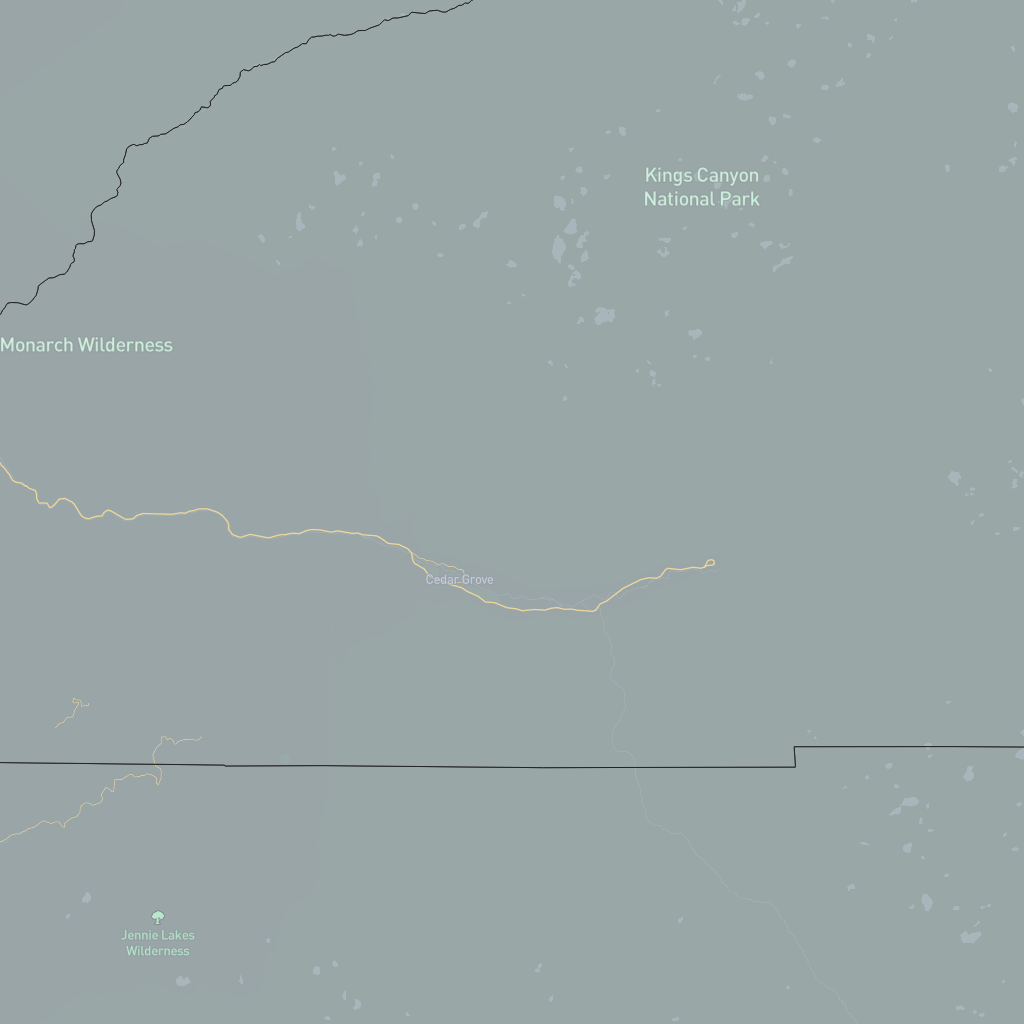 Kings Canyon
National Park
Monarch Wilderness
Cedar Grove
Jennie Lakes
Wilderness